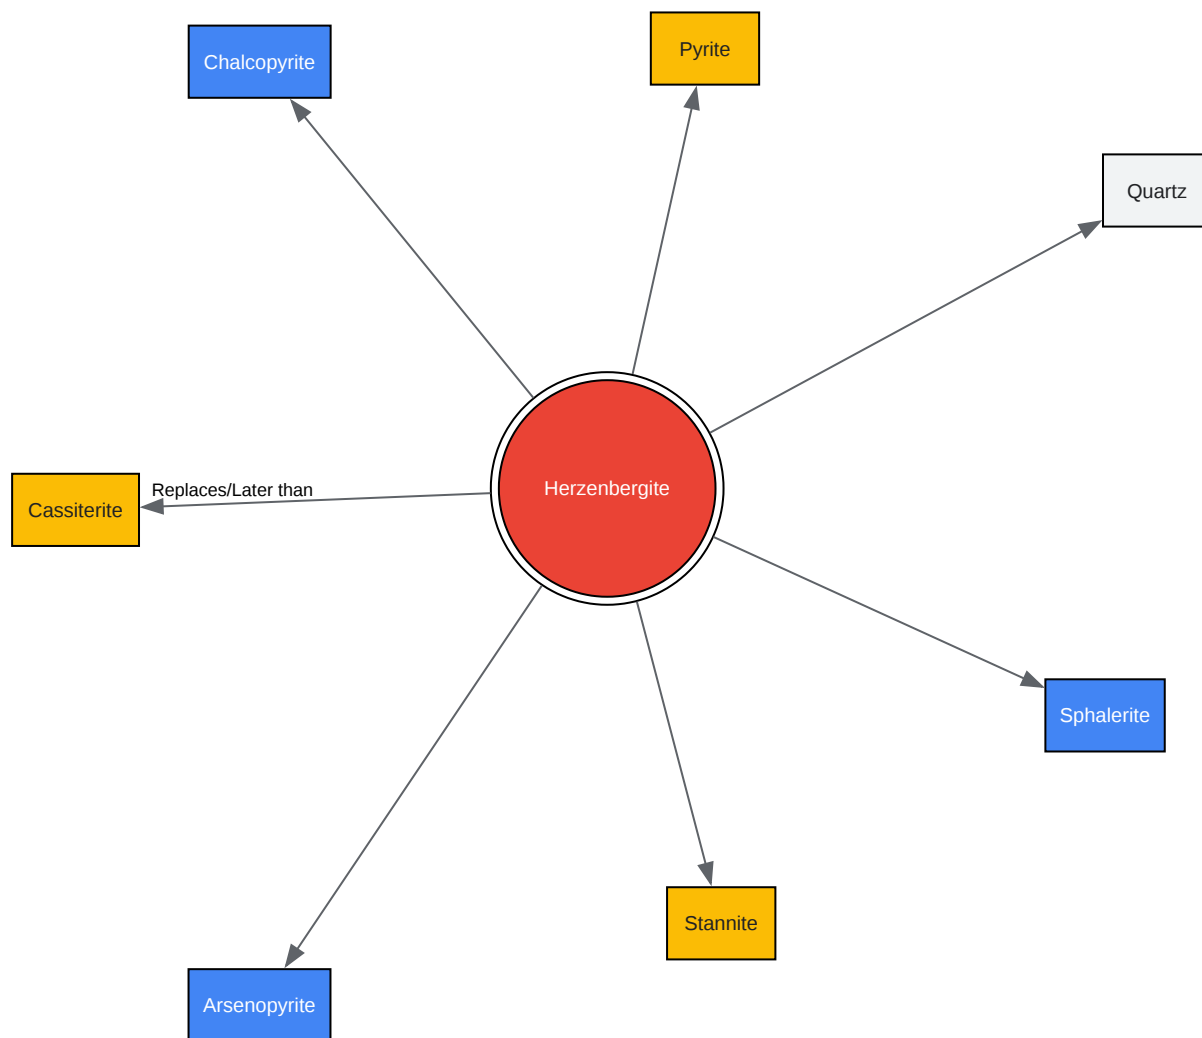 Pyrite
Chalcopyrite
Quartz
Herzenbergite
Replaces/Later than
Cassiterite
Sphalerite
Stannite
Arsenopyrite